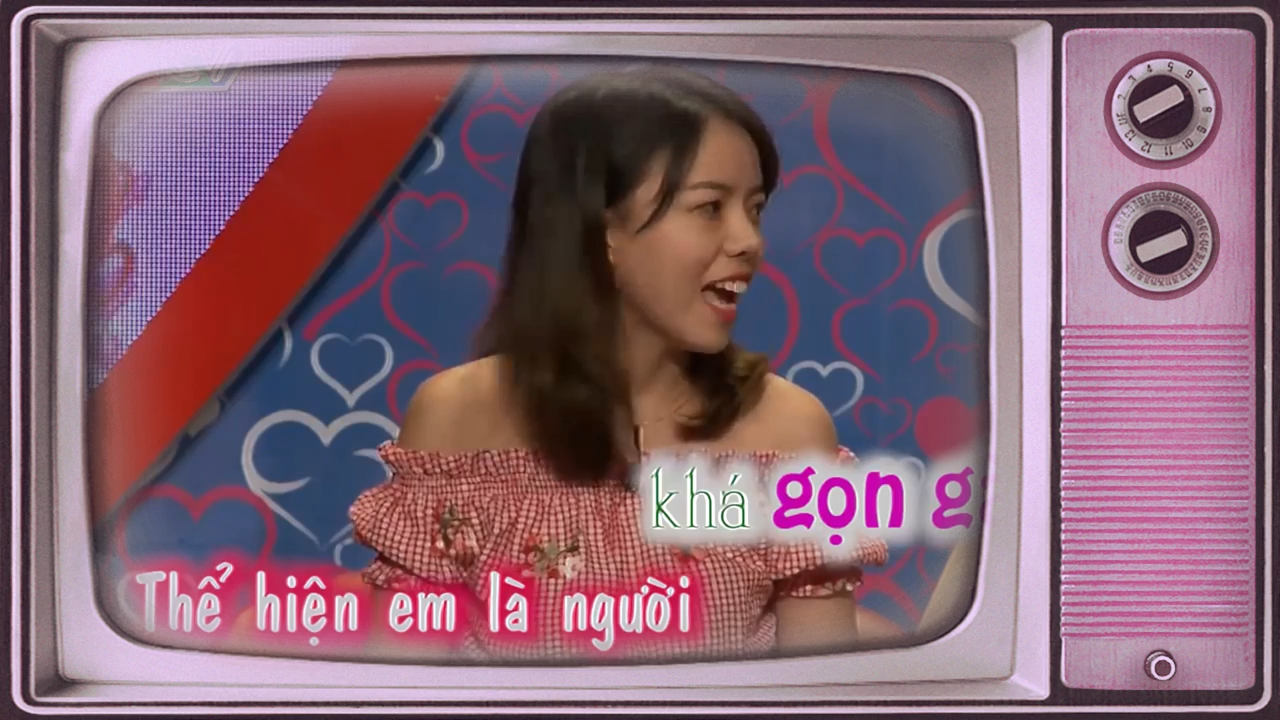 khá gọn g
Thể hiện em là người